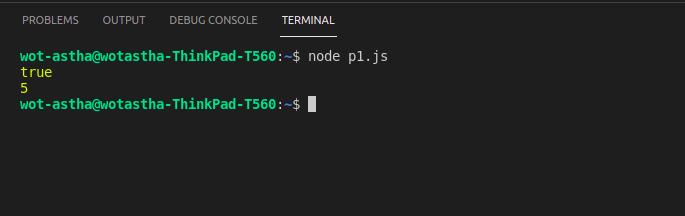 PROBLEMS OUTPUT DEBUG CONSOLE TERMINAL
wot-astha@wotastha-ThinkPad-T560:~$ node p1.js
true
5
wot-astha@wotastha-ThinkPad-T560:~$